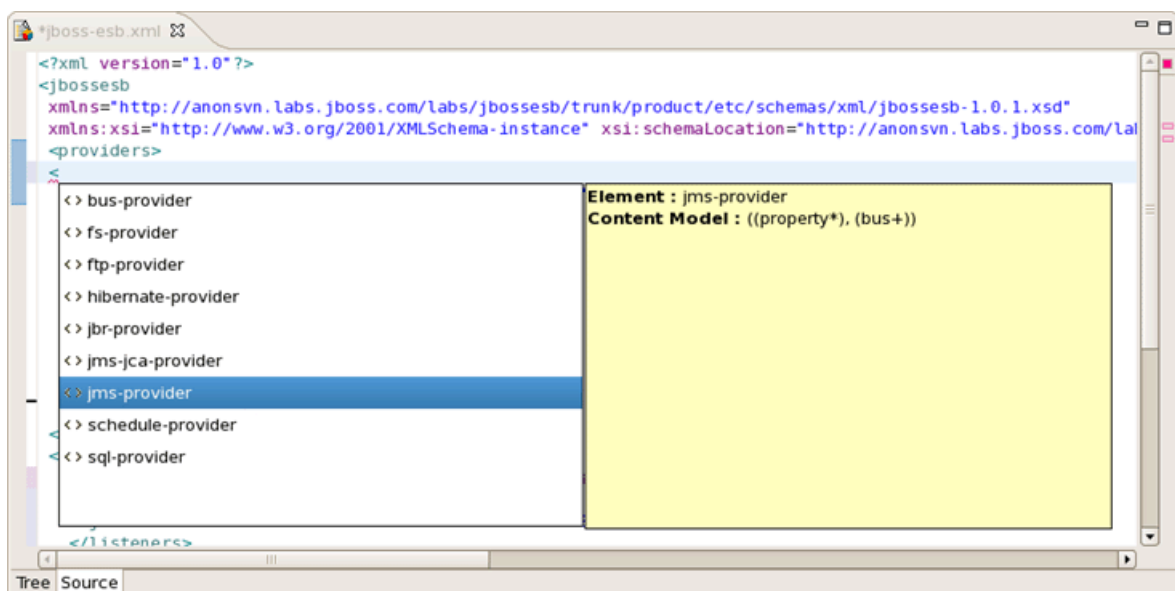 *jboss-esb.xml
<?xml version="1.0"?>
<jbossesb
xmlns="http://anonsvn.labs.jboss.com/labs/jbossesb/trunk/product/etc/schemas/xml/jbossesb-1.0.1.xsd"
xmlns:xsi="http://www.w3.org/2001/XMLSchema-instance" xsi:schemaLocation="http://anonsvn.labs.jboss.com/la
<providers>
<
<> bus-provider
<> fs-provider
<> ftp-provider
<> hibernate-provider
<> jbr-provider
<> jms-jca-provider
<> jms-provider
<> schedule-provider
<> sql-provider
Element : jms-provider
Content Model : ((property*), (bus+))
<
<
</listeners>
Tree Source